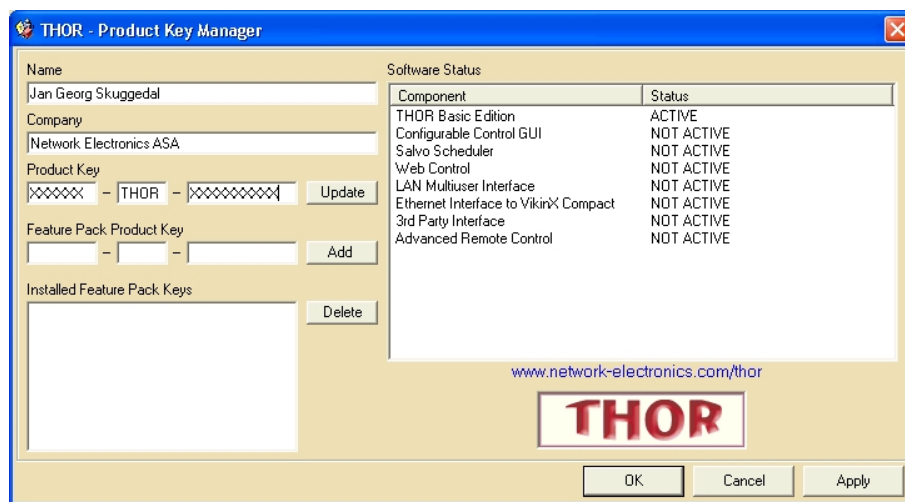 THOR - Product Key Manager
Name
Jan Georg Skuggedal
Company
Network Electronics ASA
Product Key
XXXXXX - THOR - XXXXXXXXXX Update
Feature Pack Product Key
- - Add
Installed Feature Pack Keys
Delete
Software Status
Component Status
THOR Basic Edition ACTIVE
Configurable Control GUI NOT ACTIVE
Salvo Scheduler NOT ACTIVE
Web Control NOT ACTIVE
LAN Multiuser Interface NOT ACTIVE
Ethernet Interface to VikinX Compact NOT ACTIVE
3rd Party Interface NOT ACTIVE
Advanced Remote Control NOT ACTIVE
www.network-electronics.com/thor
THOR
OK Cancel Apply